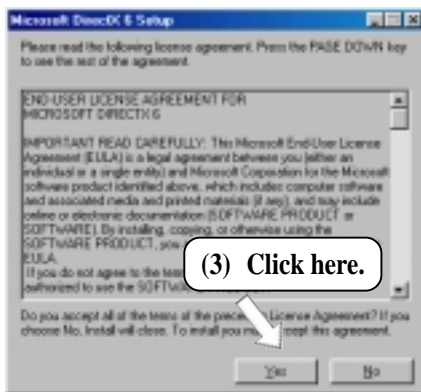 Microsoft DirectX 6 Setup
Please read the following license agreement. Press the PAGE DOWN key
to see the rest of the agreement.
END-USER LICENSE AGREEMENT FOR
MICROSOFT DIRECTX 6
IMPORTANT READ CAREFULLY: This Microsoft End-User License
Agreement (EULA) is a legal agreement between you (either an
individual or a single entity) and Microsoft Corporation for the Microsoft
software product identified above, which includes computer software
and associated media and printed materials (if any), and may include
online or electronic documentation (SOFTWARE PRODUCT or
SOFTWARE). By installing, copying, or otherwise using the
SOFTWARE PRODUCT, you
EULA.
If you do not agree to the
authorized to use the
(3) Click here.
Do you accept all of the terms of the License Agreement? If you
choose No, Install will close. To install you accept this agreement.
Yes
No